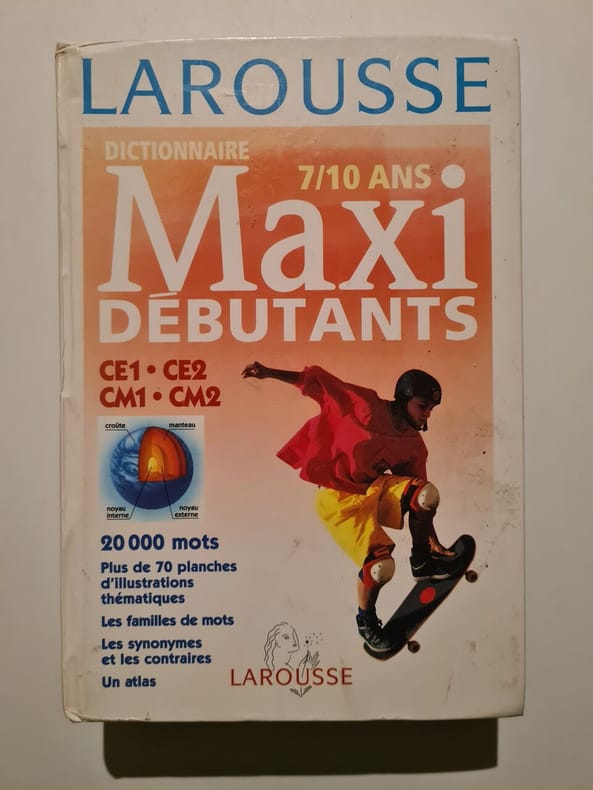 LAROUSSE
DICTIONNAIRE
7/10 ANS
Maxi
DÉBUTANTS
CE1 • CE2
CM1 • CM2
croûte
manteau
noyau
interne
noyau
externe
20 000 mots
Plus de 70 planches
d'illustrations
thématiques
Les familles de mots
Les synonymes
et les contraires
Un atlas
LAROUSSE